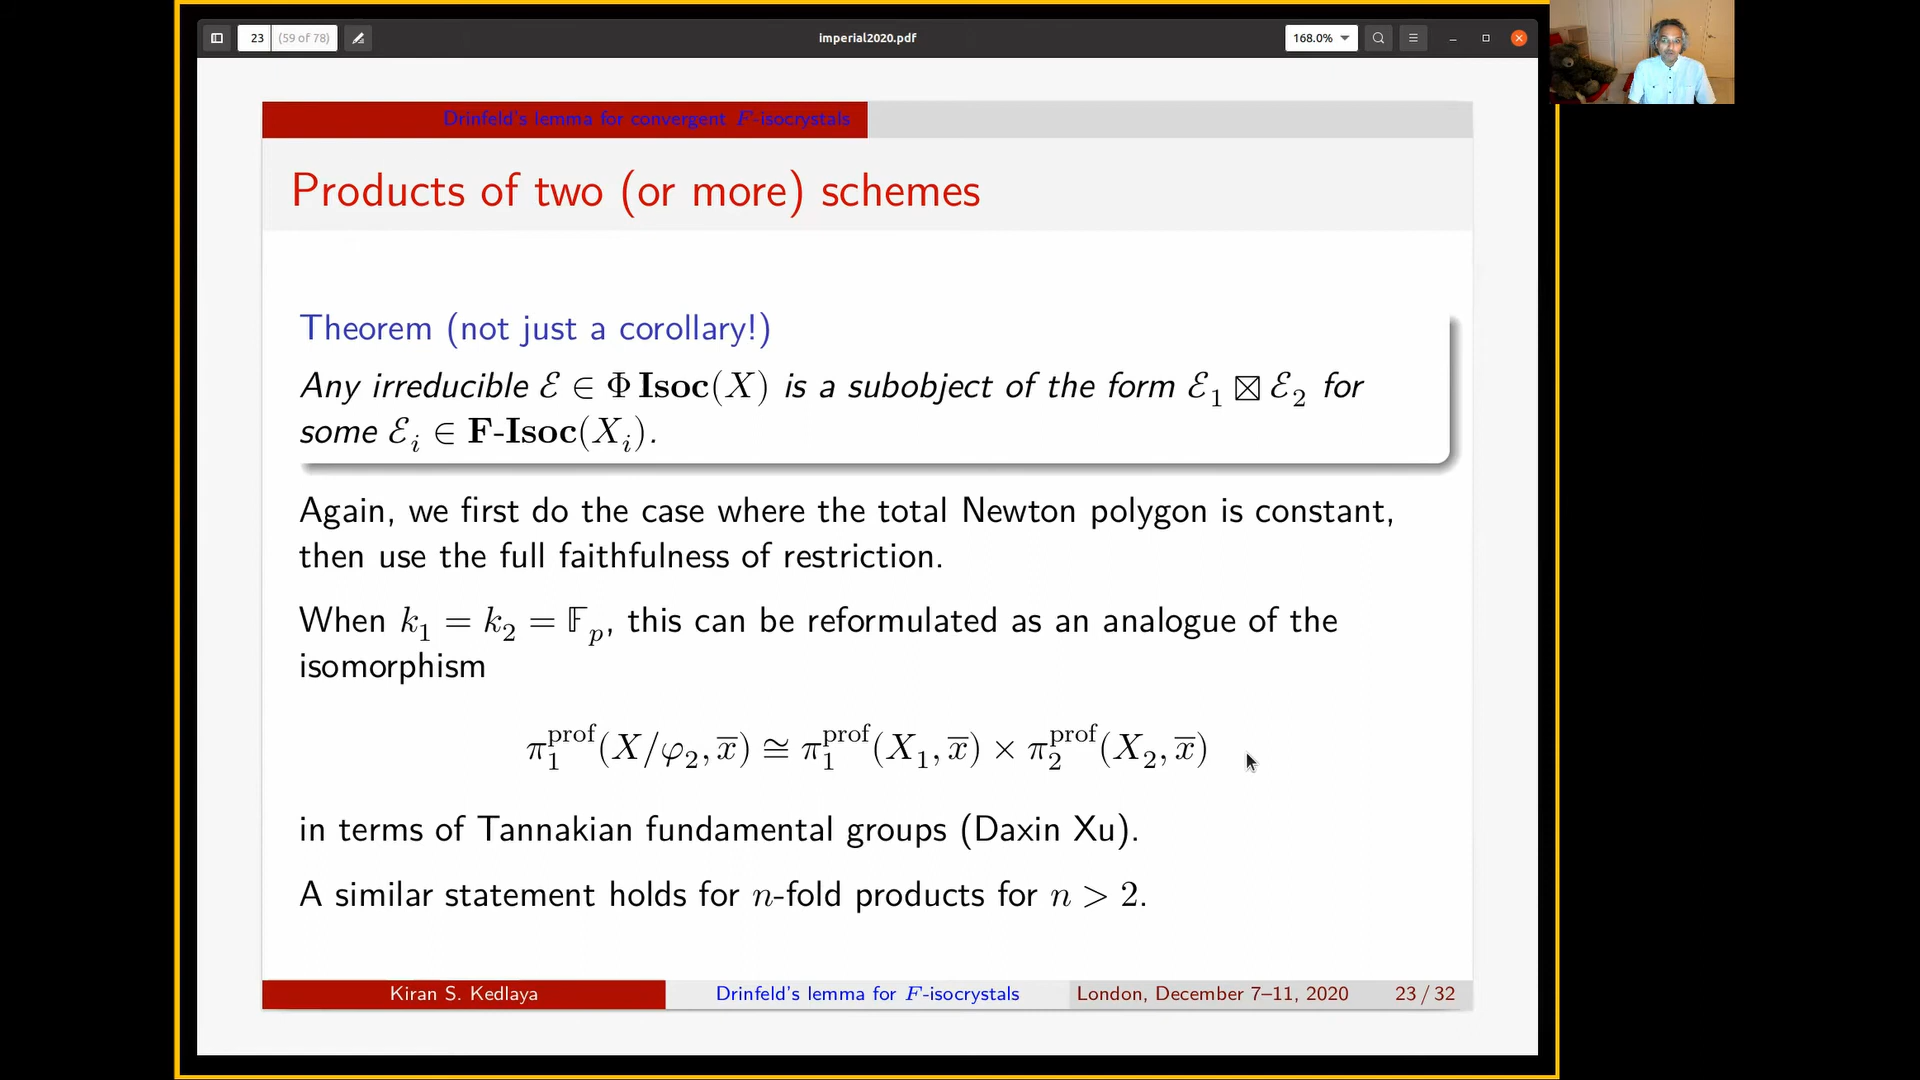 23 (59 of 78)
imperial2020.pdf
168.0%
Drinfeld's lemma for convergent F-isocrystals
Products of two (or more) schemes
Theorem (not just a corollary!)
Any irreducible ℰ ∈ Φ Isoc(X) is a subobject of the form ℰ₁ ⊠ ℰ₂ for
some ℰᵢ ∈ F-Isoc(Xᵢ).
Again, we first do the case where the total Newton polygon is constant,
then use the full faithfulness of restriction.
When k₁ = k₂ = 𝔽ₚ, this can be reformulated as an analogue of the
isomorphism
π₁^prof(X/φ₂, x̅) ≅ π₁^prof(X₁, x̅) × π₂^prof(X₂, x̅)
in terms of Tannakian fundamental groups (Daxin Xu).
A similar statement holds for n-fold products for n > 2.
Kiran S. Kedlaya
Drinfeld's lemma for F-isocrystals
London, December 7–11, 2020
23 / 32